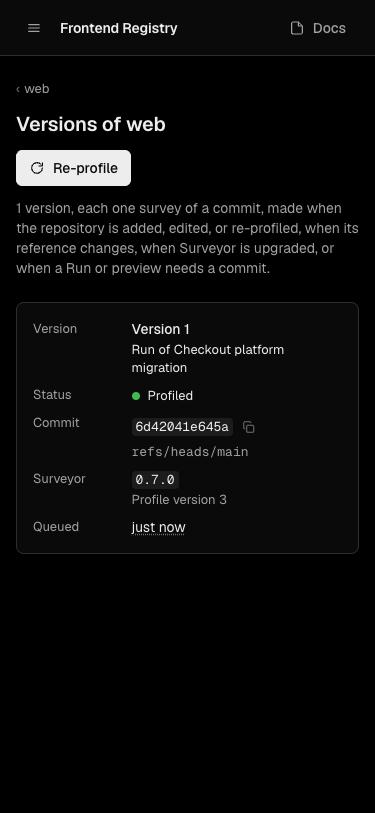 Frontend Registry
Docs
‹ web
Versions of web
Re-profile
1 version, each one survey of a commit, made when
the repository is added, edited, or re-profiled, when its
reference changes, when Surveyor is upgraded, or
when a Run or preview needs a commit.
Version
Version 1
Run of Checkout platform
migration
Status
Profiled
Commit
6d42041e645a
refs/heads/main
Surveyor
0.7.0
Profile version 3
Queued
just now